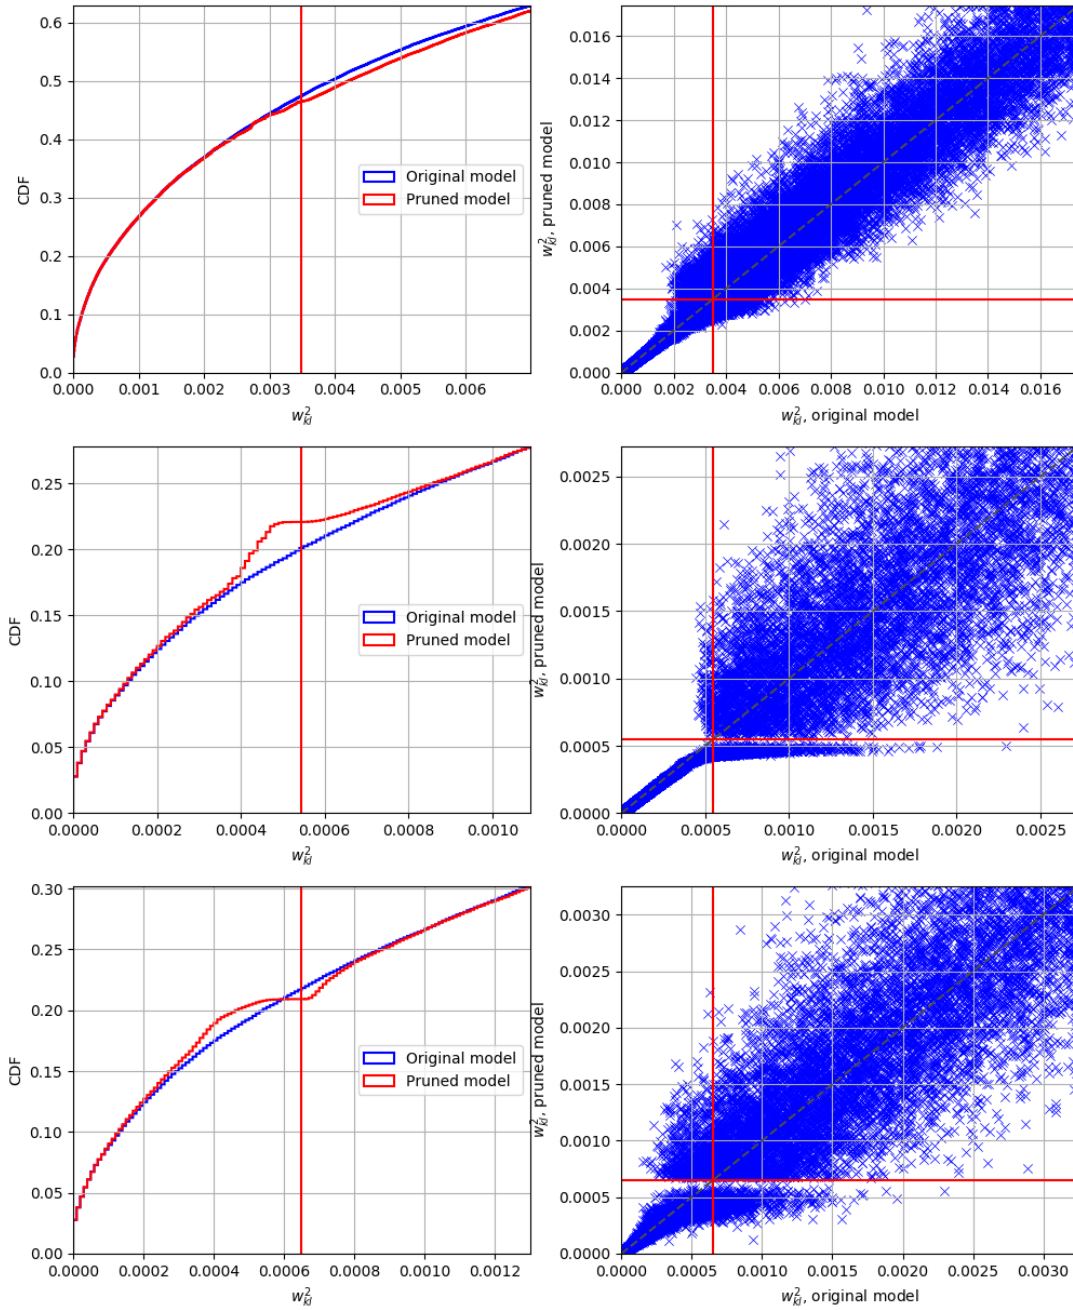 0.6
0.5
0.4
0.3
0.2
0.1
0.0
CDF
0.000 0.001 0.002 0.003 0.004 0.005 0.006
w²ₖₗ
Original model
Pruned model
0.016
0.014
0.012
0.010
0.008
0.006
0.004
0.002
0.000
w²ₖₗ, pruned model
0.000 0.002 0.004 0.006 0.008 0.010 0.012 0.014 0.016
w²ₖₗ, original model
0.25
0.20
0.15
0.10
0.05
0.00
CDF
0.0000 0.0002 0.0004 0.0006 0.0008 0.0010
w²ₖₗ
Original model
Pruned model
0.0025
0.0020
0.0015
0.0010
0.0005
0.0000
w²ₖₗ, pruned model
0.0000 0.0005 0.0010 0.0015 0.0020 0.0025
w²ₖₗ, original model
0.30
0.25
0.20
0.15
0.10
0.05
0.00
CDF
0.0000 0.0002 0.0004 0.0006 0.0008 0.0010 0.0012
w²ₖₗ
Original model
Pruned model
0.0030
0.0025
0.0020
0.0015
0.0010
0.0005
0.0000
w²ₖₗ, pruned model
0.0000 0.0005 0.0010 0.0015 0.0020 0.0025 0.0030
w²ₖₗ, original model